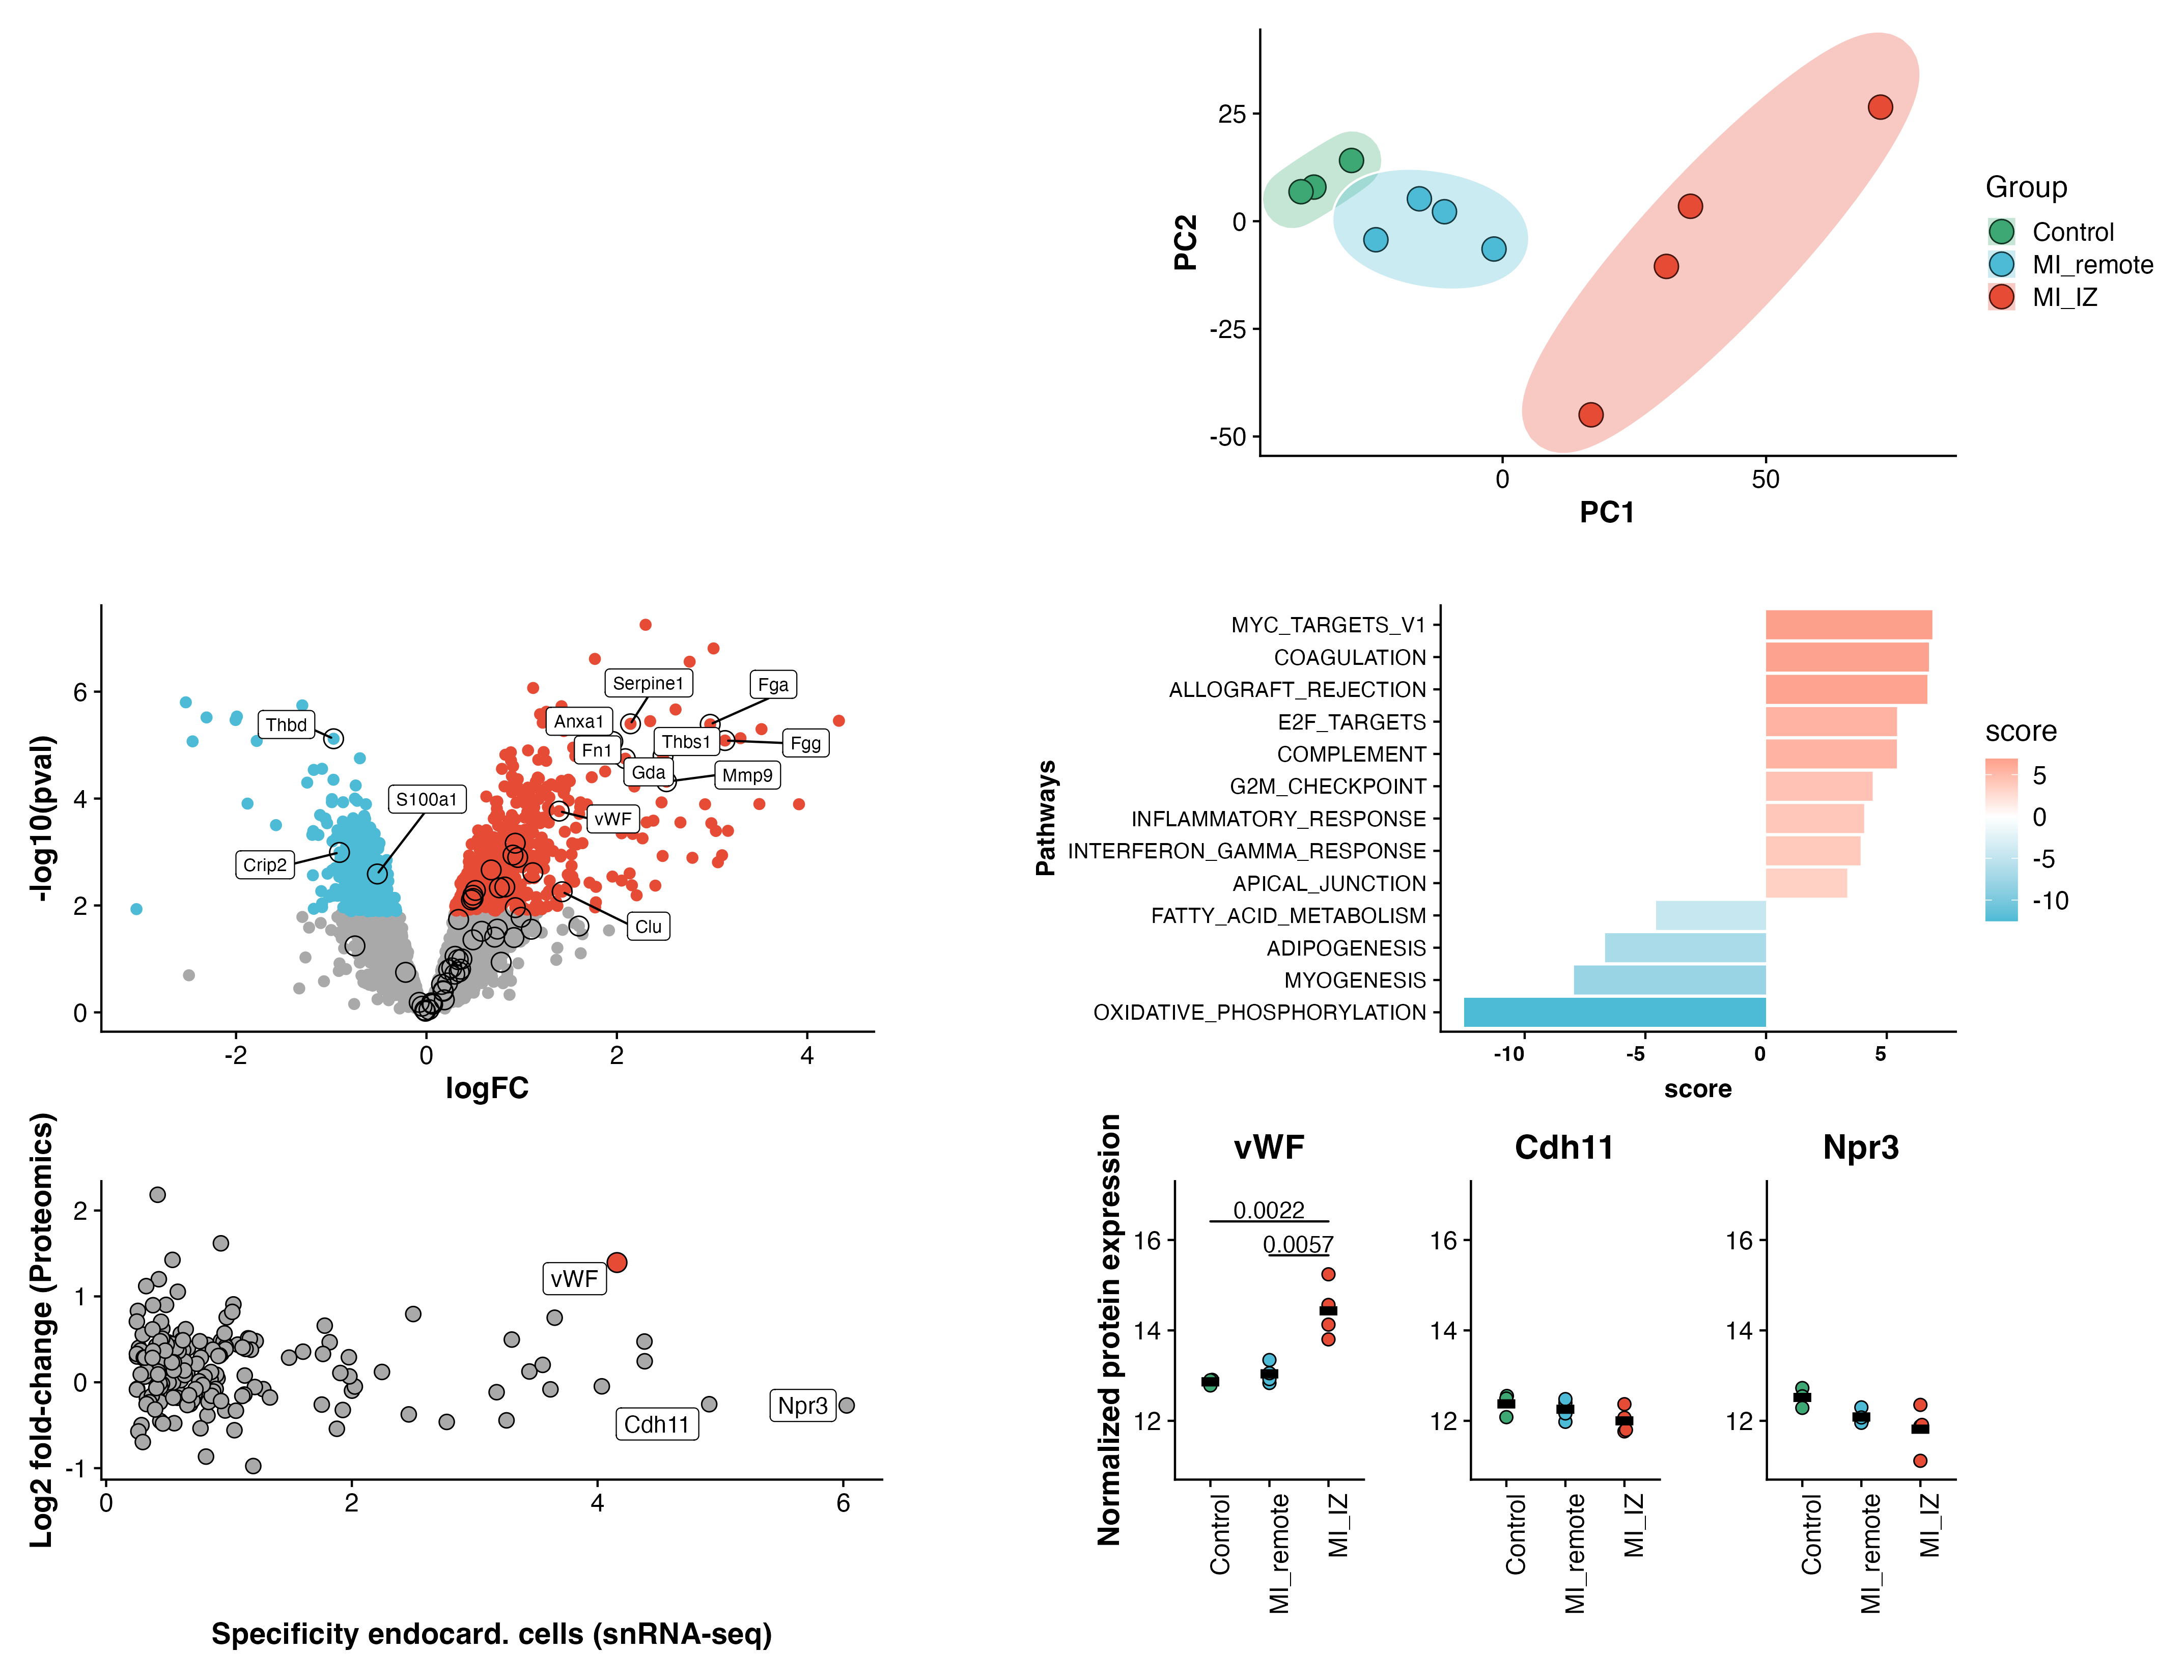 25
0
-25
-50
PC2
0
50
PC1
Group
Control
MI_remote
MI_IZ
6
4
2
0
-log10(pval)
Thbd
S100a1
Crip2
Serpine1
Fga
Anxa1
Fn1
Thbs1
Fgg
Gda
Mmp9
vWF
Clu
-2
0
2
4
logFC
Pathways
MYC_TARGETS_V1
COAGULATION
ALLOGRAFT_REJECTION
E2F_TARGETS
COMPLEMENT
G2M_CHECKPOINT
INFLAMMATORY_RESPONSE
INTERFERON_GAMMA_RESPONSE
APICAL_JUNCTION
FATTY_ACID_METABOLISM
ADIPOGENESIS
MYOGENESIS
OXIDATIVE_PHOSPHORYLATION
-10
-5
0
5
score
score
5
0
-5
-10
Log2 fold-change (Proteomics)
2
1
0
-1
vWF
Cdh11
Npr3
0
2
4
6
Specificity endocard. cells (snRNA-seq)
Normalized protein expression
vWF
16
14
12
0.0022
0.0057
Control
MI_remote
MI_IZ
Cdh11
16
14
12
Control
MI_remote
MI_IZ
Npr3
16
14
12
Control
MI_remote
MI_IZ